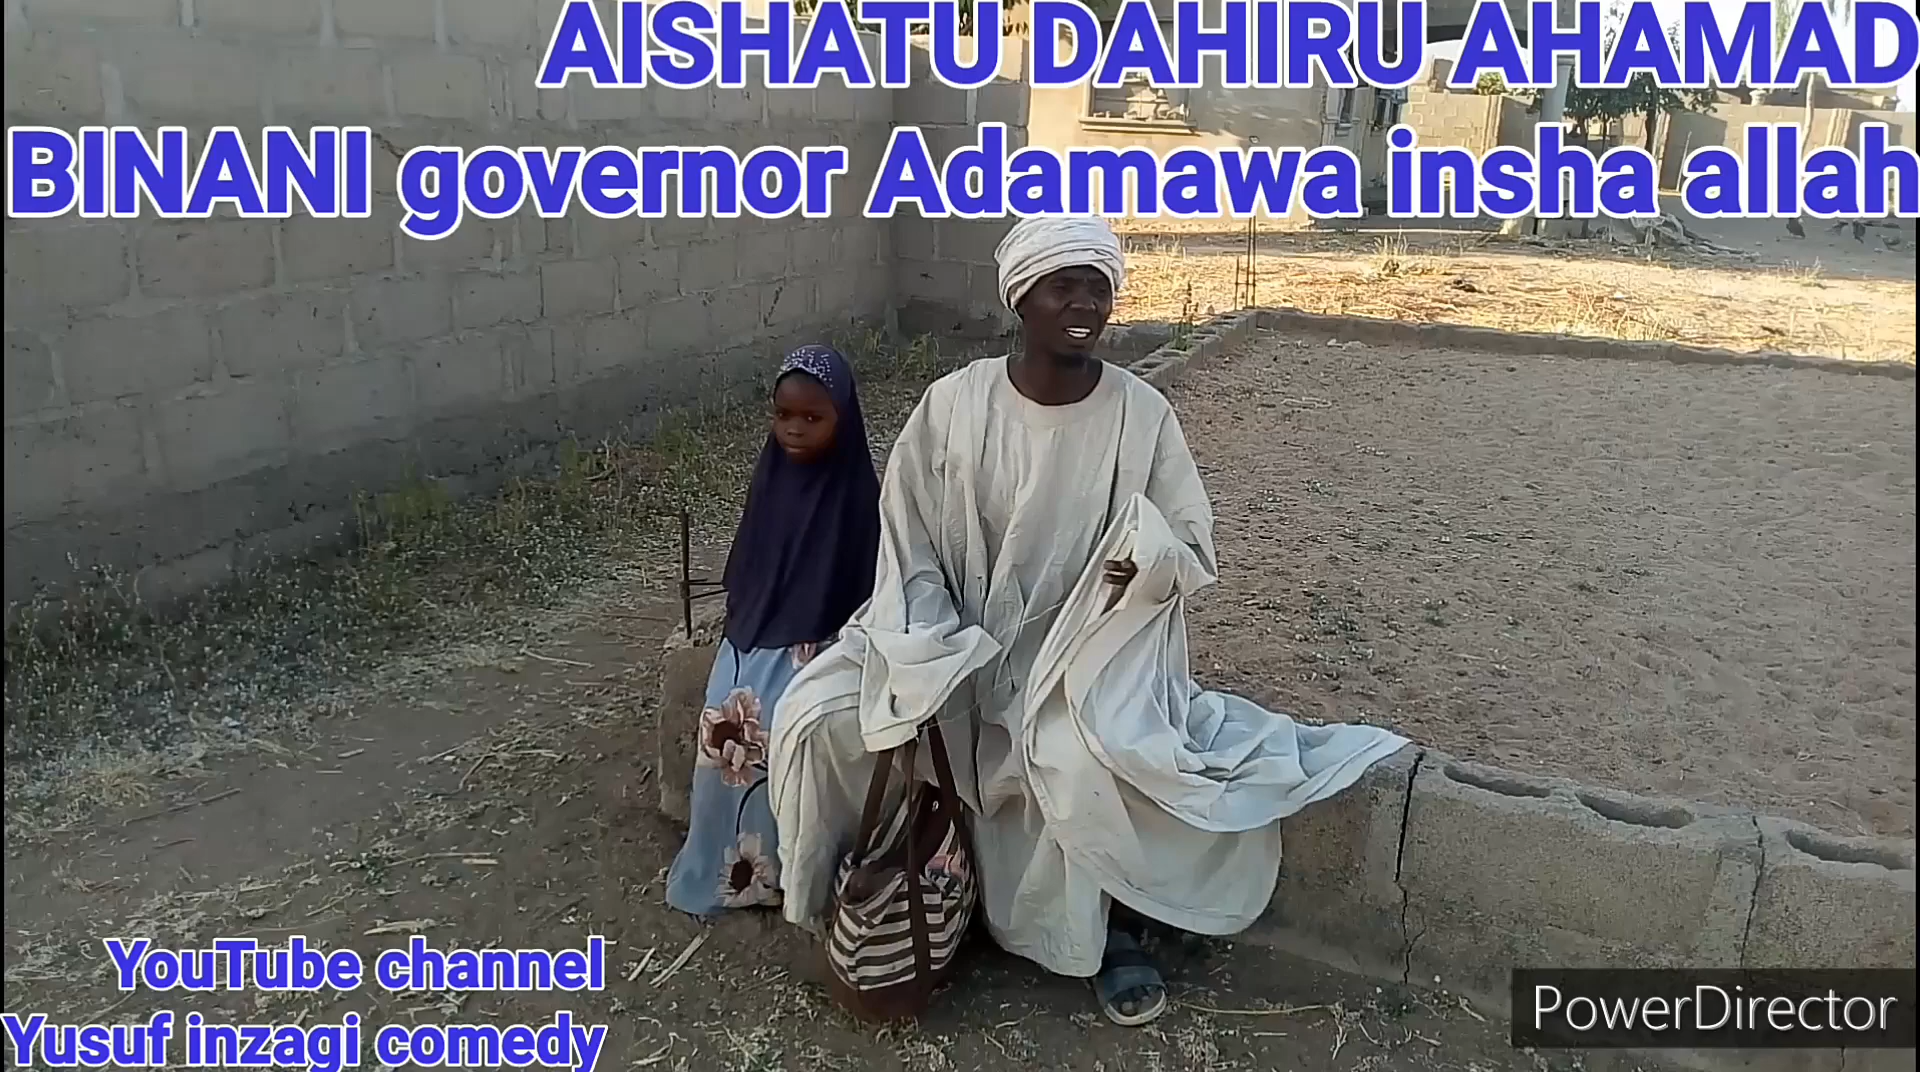 AISHATU DAHIRU AHAMAD
BINANI governor Adamawa insha allah
YouTube channel
Yusuf inzagi comedy
PowerDirector